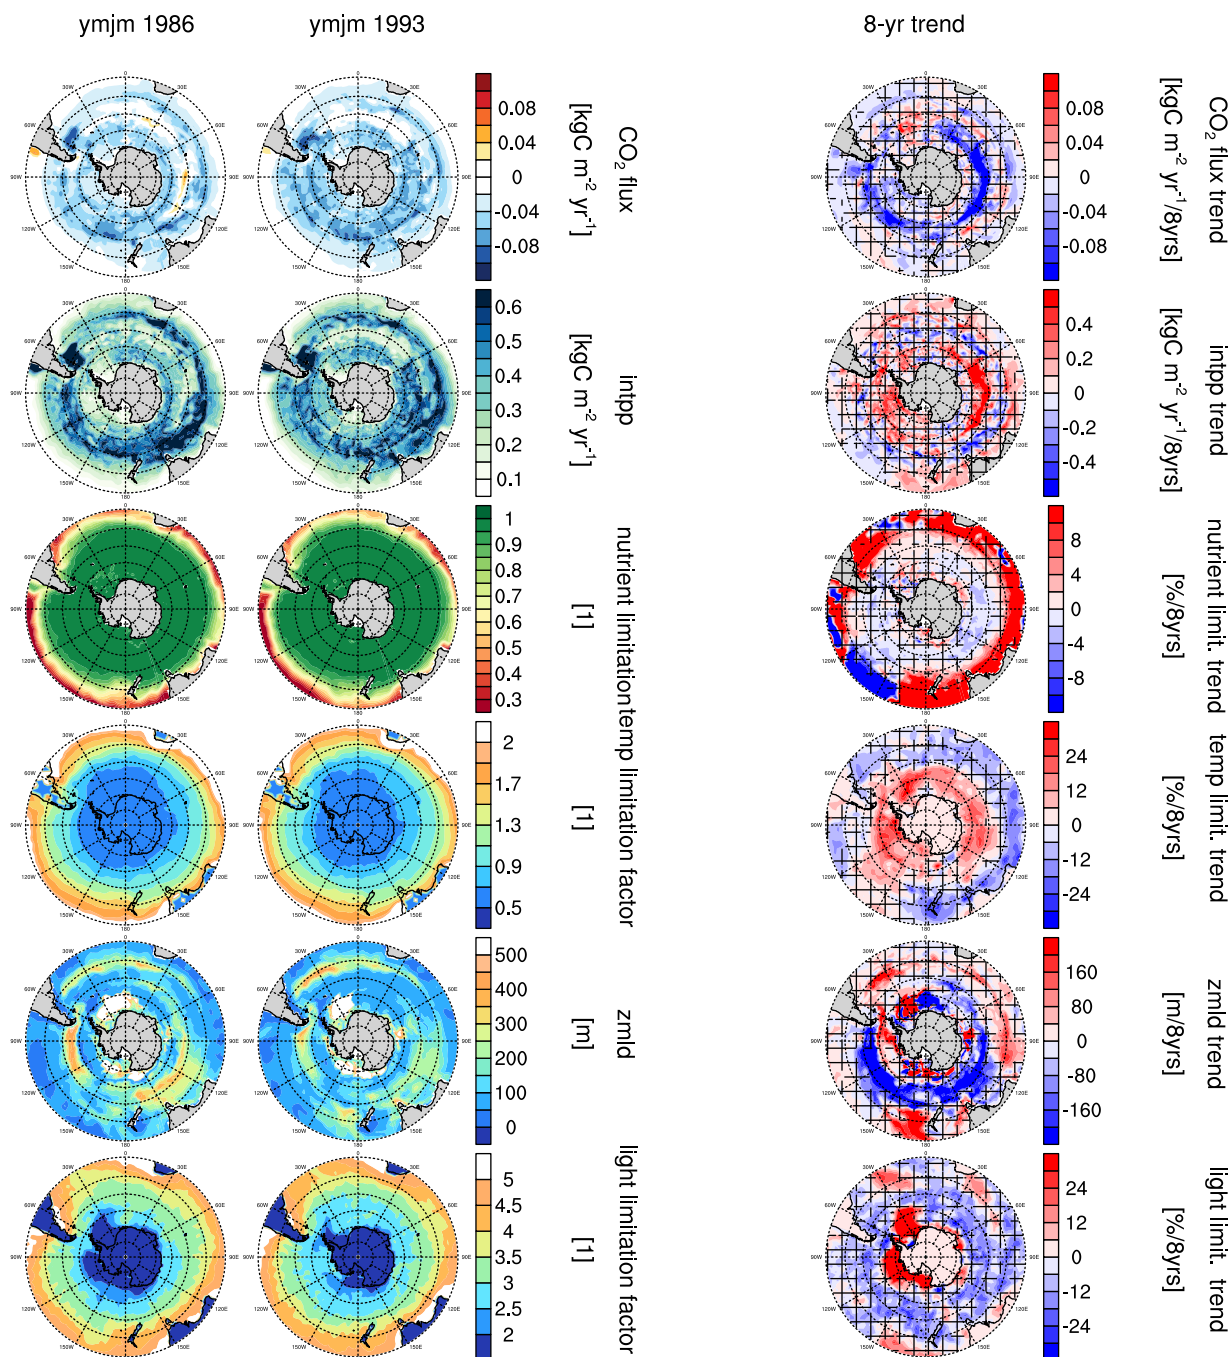 ymjm 1986
ymjm 1993
8-yr trend
0.08
0.04
0
-0.04
-0.08
CO2 flux
[kgC m-2 yr-1]
0.08
0.04
0
-0.04
-0.08
CO2 flux trend
[kgC m-2 yr-1/8yrs]
0.6
0.5
0.4
0.3
0.2
0.1
intpp
[kgC m-2 yr-1]
0.4
0.2
0
-0.2
-0.4
intpp trend
[kgC m-2 yr-1/8yrs]
1
0.9
0.8
0.7
0.6
0.5
0.4
0.3
nutrient limitation
[1]
8
4
0
-4
-8
nutrient limit. trend
[%/8yrs]
2
1.7
1.3
0.9
0.5
temp limitation factor
[1]
24
12
0
-12
-24
temp limit. trend
[%/8yrs]
500
400
300
200
100
0
zmld
[m]
160
80
0
-80
-160
zmld trend
[m/8yrs]
5
4.5
4
3.5
3
2.5
2
light limitation factor
[1]
24
12
0
-12
-24
light limit. trend
[%/8yrs]